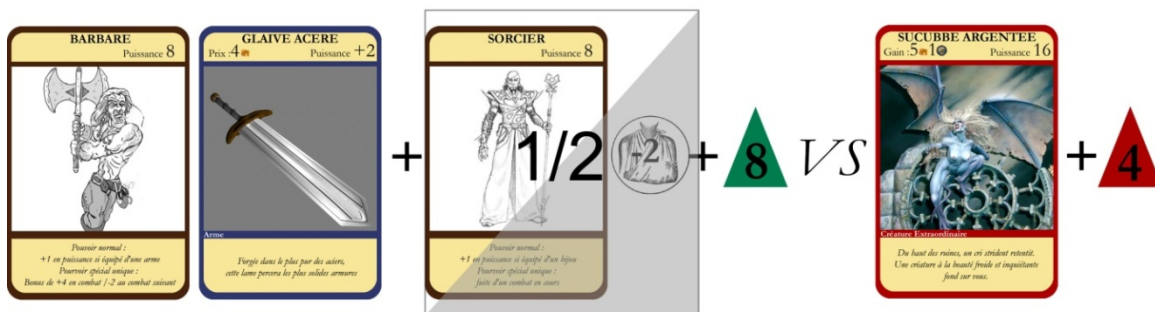 BARBARE
Puissance 8
Pouvoir normal :
+1 en puissance si équipé d'une arme
Pourvoir spécial unique :
Bonus de +4 en combat /-2 au combat suivant
GLAIVE ACERE
Prix :4 Puissance +2
Arme
Forgée dans le plus pur des aciers,
cette lame percera les plus solides armures
+
SORCIER
Puissance 8
1/2
-2
Pouvoir normal :
+1 en puissance si équipé d'un bijou
Pourvoir spécial unique :
fuite d'un combat en cours
+
8
VS
SUCUBBE ARGENTEE
Gain :5 1 Puissance 16
Créature Extraordinaire
Du haut des ruines, un cri strident retentit.
Une créature à la beauté froide et inquiétants
fond sur vous.
+
4